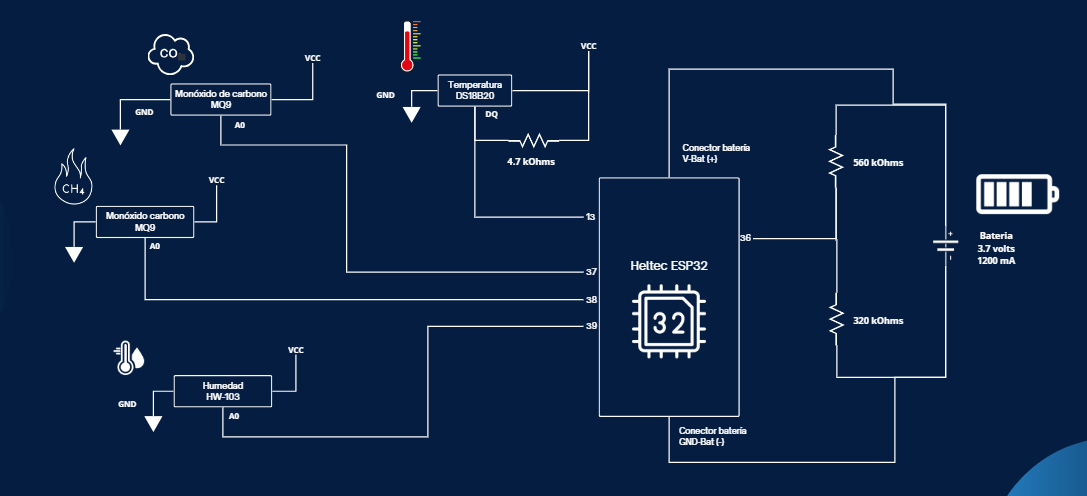 CO
VCC
Monóxido de carbono
MQ9
GND
A0
CH4
VCC
Monóxido carbono
MQ9
A0
VCC
Temperatura
DS18B20
GND
DQ
4.7 kOhms
Conector batería
V-Bat (+)
560 kOhms
13
36
37
38
39
Heltec ESP32
32
+
-
Bateria
3.7 volts
1200 mA
320 kOhms
VCC
Humedad
HW-103
GND
A0
Conector batería
GND-Bat (-)